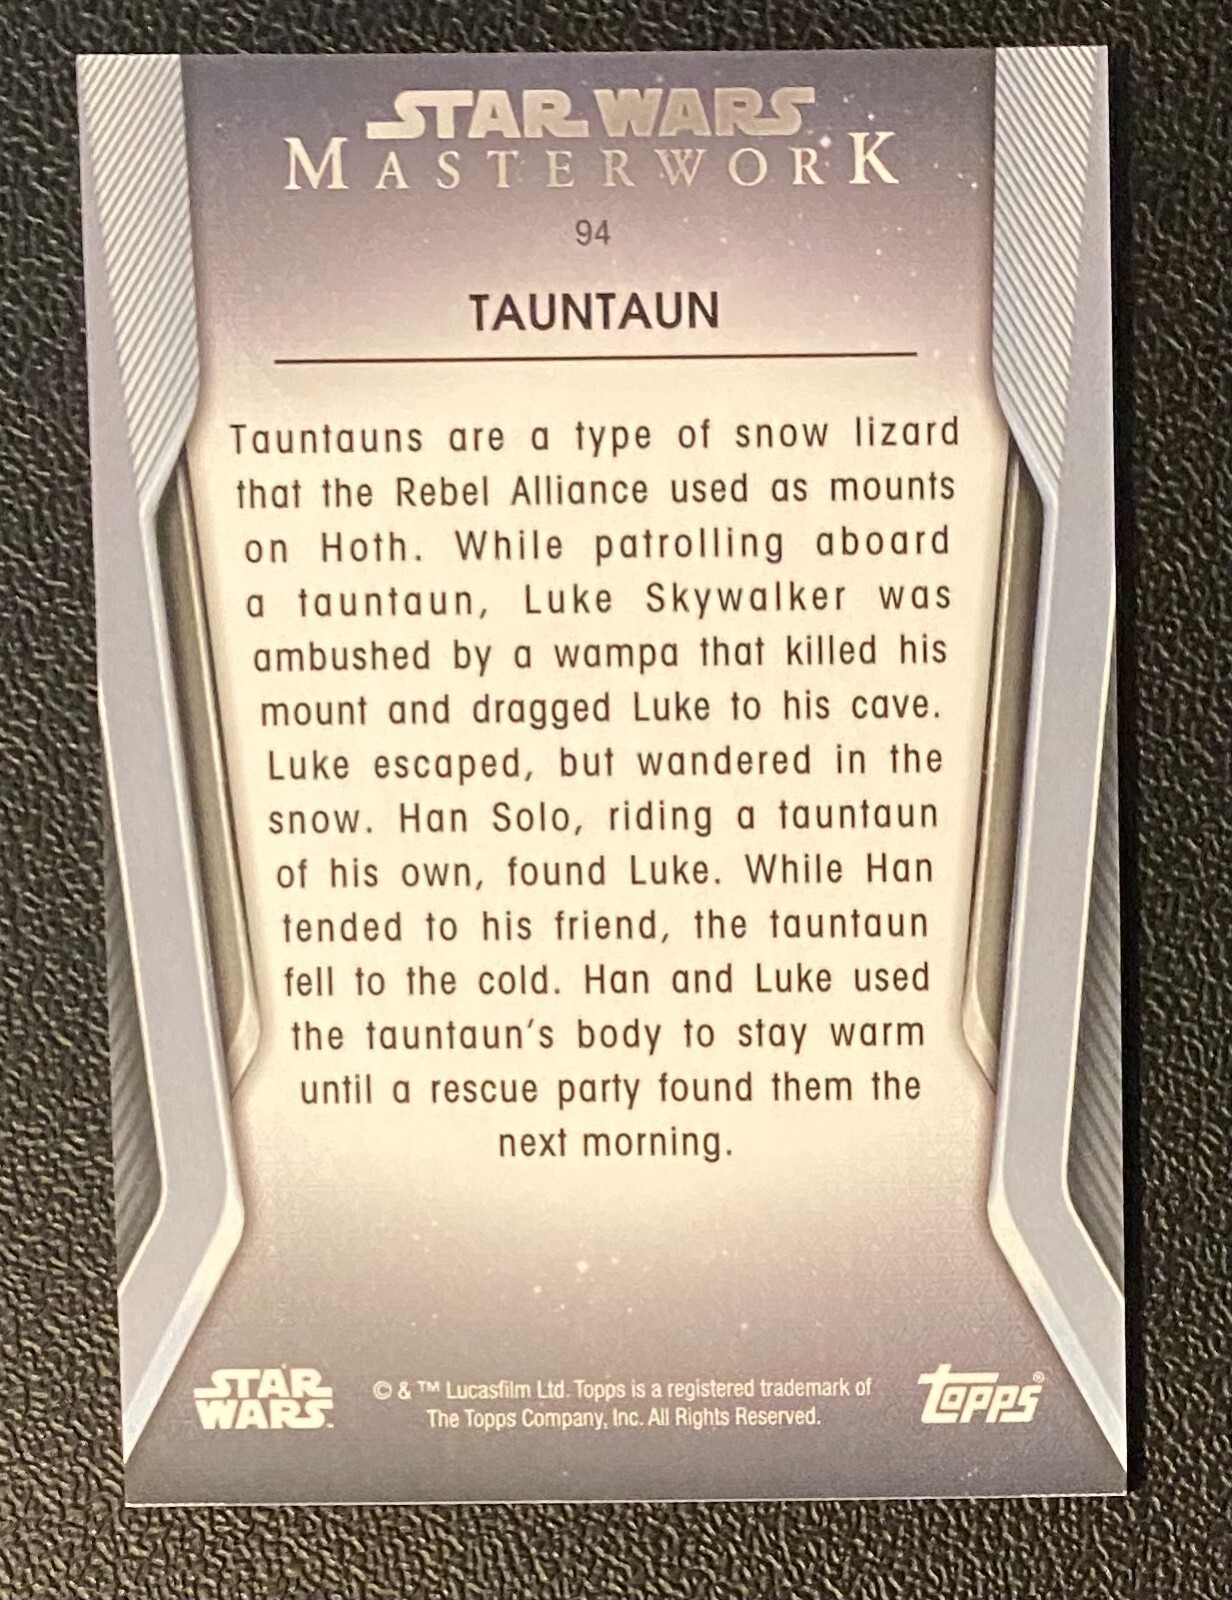 STAR WARS
MASTERWORK
94
TAUNTAUN
Tauntauns are a type of snow lizard
that the Rebel Alliance used as mounts
on Hoth. While patrolling aboard
a tauntaun, Luke Skywalker was
ambushed by a wampa that killed his
mount and dragged Luke to his cave.
Luke escaped, but wandered in the
snow. Han Solo, riding a tauntaun
of his own, found Luke. While Han
tended to his friend, the tauntaun
fell to the cold. Han and Luke used
the tauntaun's body to stay warm
until a rescue party found them the
next morning.
STAR
WARS™
© & ™ Lucasfilm Ltd. Topps is a registered trademark of
The Topps Company, Inc. All Rights Reserved.
Topps®